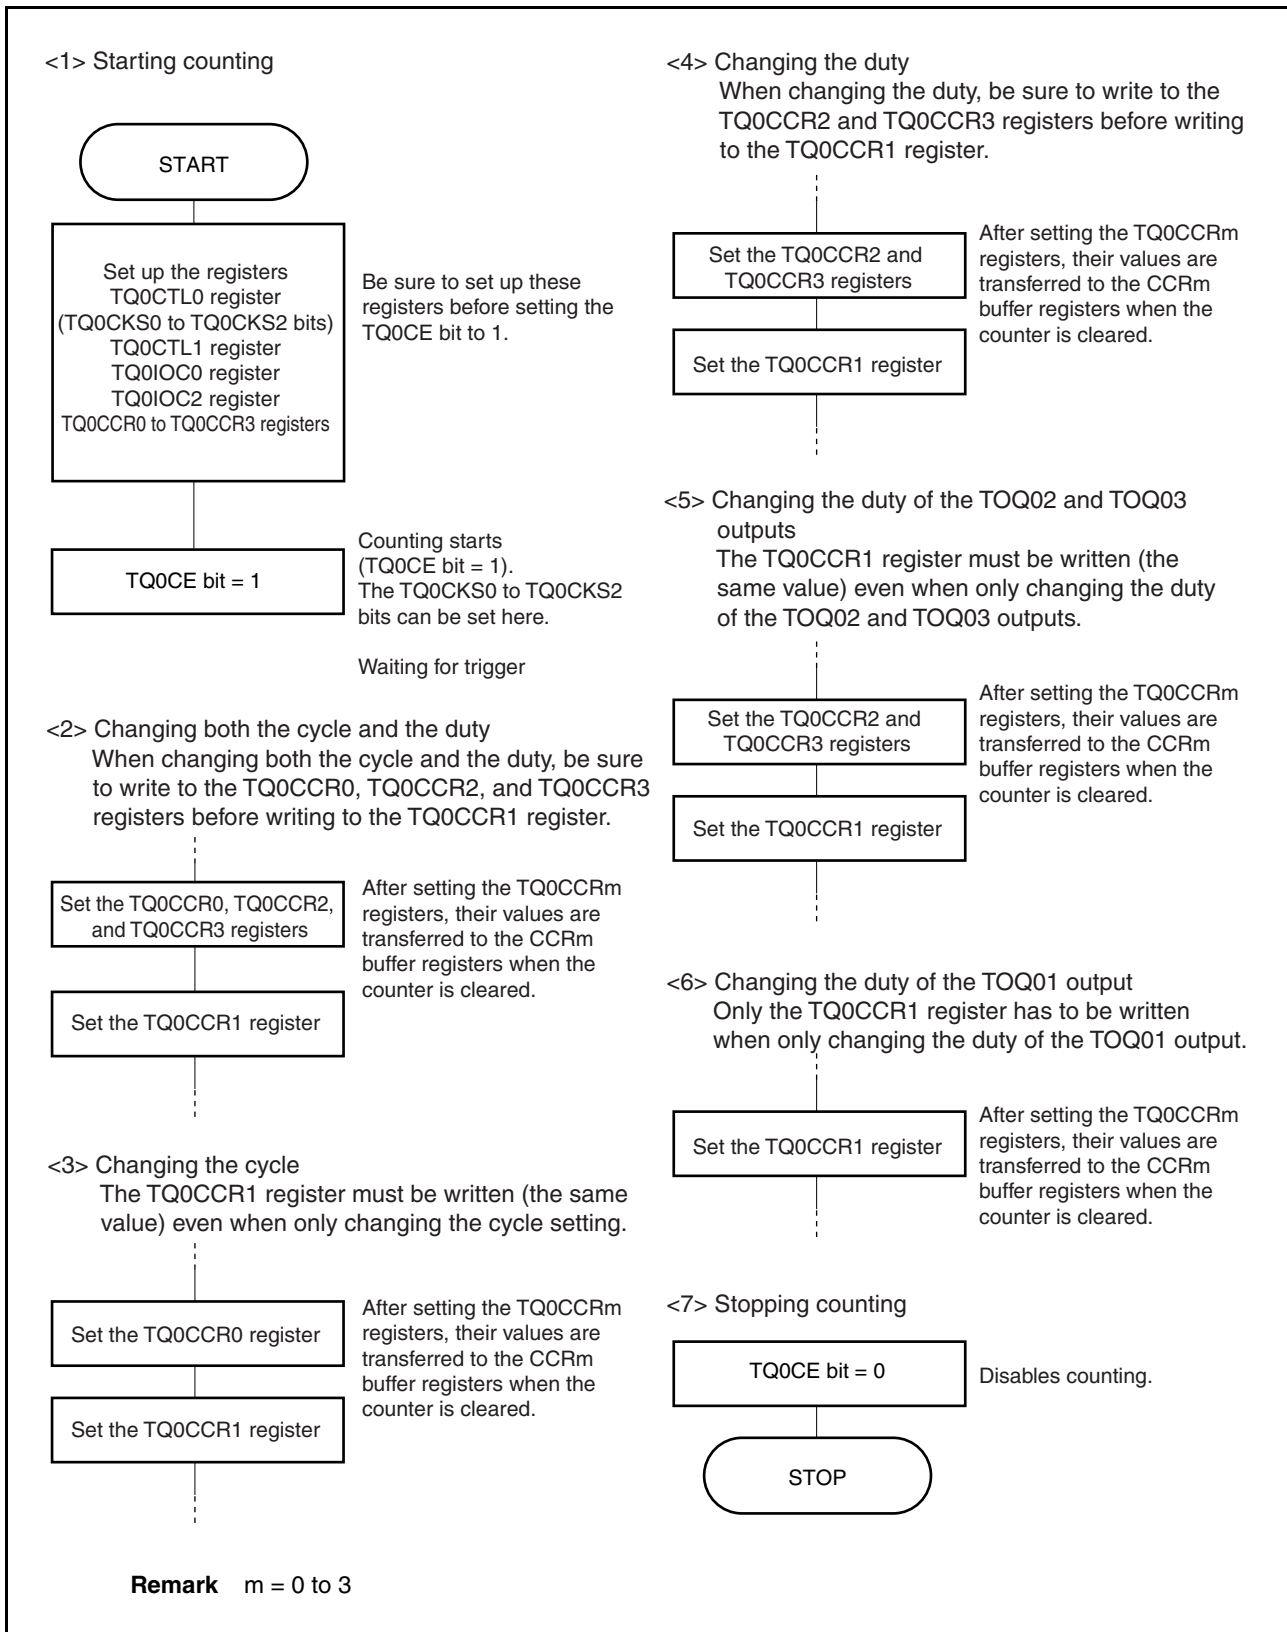 <1> Starting counting
START
Set up the registers
TQ0CTL0 register
(TQ0CKS0 to TQ0CKS2 bits)
TQ0CTL1 register
TQ0IOC0 register
TQ0IOC2 register
TQ0CCR0 to TQ0CCR3 registers
Be sure to set up these
registers before setting the
TQ0CE bit to 1.
TQ0CE bit = 1
Counting starts
(TQ0CE bit = 1).
The TQ0CKS0 to TQ0CKS2
bits can be set here.
Waiting for trigger
<2> Changing both the cycle and the duty
When changing both the cycle and the duty, be sure
to write to the TQ0CCR0, TQ0CCR2, and TQ0CCR3
registers before writing to the TQ0CCR1 register.
Set the TQ0CCR0, TQ0CCR2,
and TQ0CCR3 registers
After setting the TQ0CCRm
registers, their values are
transferred to the CCRm
buffer registers when the
counter is cleared.
Set the TQ0CCR1 register
<3> Changing the cycle
The TQ0CCR1 register must be written (the same
value) even when only changing the cycle setting.
Set the TQ0CCR0 register
After setting the TQ0CCRm
registers, their values are
transferred to the CCRm
buffer registers when the
counter is cleared.
Set the TQ0CCR1 register
<4> Changing the duty
When changing the duty, be sure to write to the
TQ0CCR2 and TQ0CCR3 registers before writing
to the TQ0CCR1 register.
Set the TQ0CCR2 and
TQ0CCR3 registers
After setting the TQ0CCRm
registers, their values are
transferred to the CCRm
buffer registers when the
counter is cleared.
Set the TQ0CCR1 register
<5> Changing the duty of the TOQ02 and TOQ03
outputs
The TQ0CCR1 register must be written (the
same value) even when only changing the duty
of the TOQ02 and TOQ03 outputs.
Set the TQ0CCR2 and
TQ0CCR3 registers
After setting the TQ0CCRm
registers, their values are
transferred to the CCRm
buffer registers when the
counter is cleared.
Set the TQ0CCR1 register
<6> Changing the duty of the TOQ01 output
Only the TQ0CCR1 register has to be written
when only changing the duty of the TOQ01 output.
Set the TQ0CCR1 register
After setting the TQ0CCRm
registers, their values are
transferred to the CCRm
buffer registers when the
counter is cleared.
<7> Stopping counting
TQ0CE bit = 0
Disables counting.
STOP
Remark m = 0 to 3